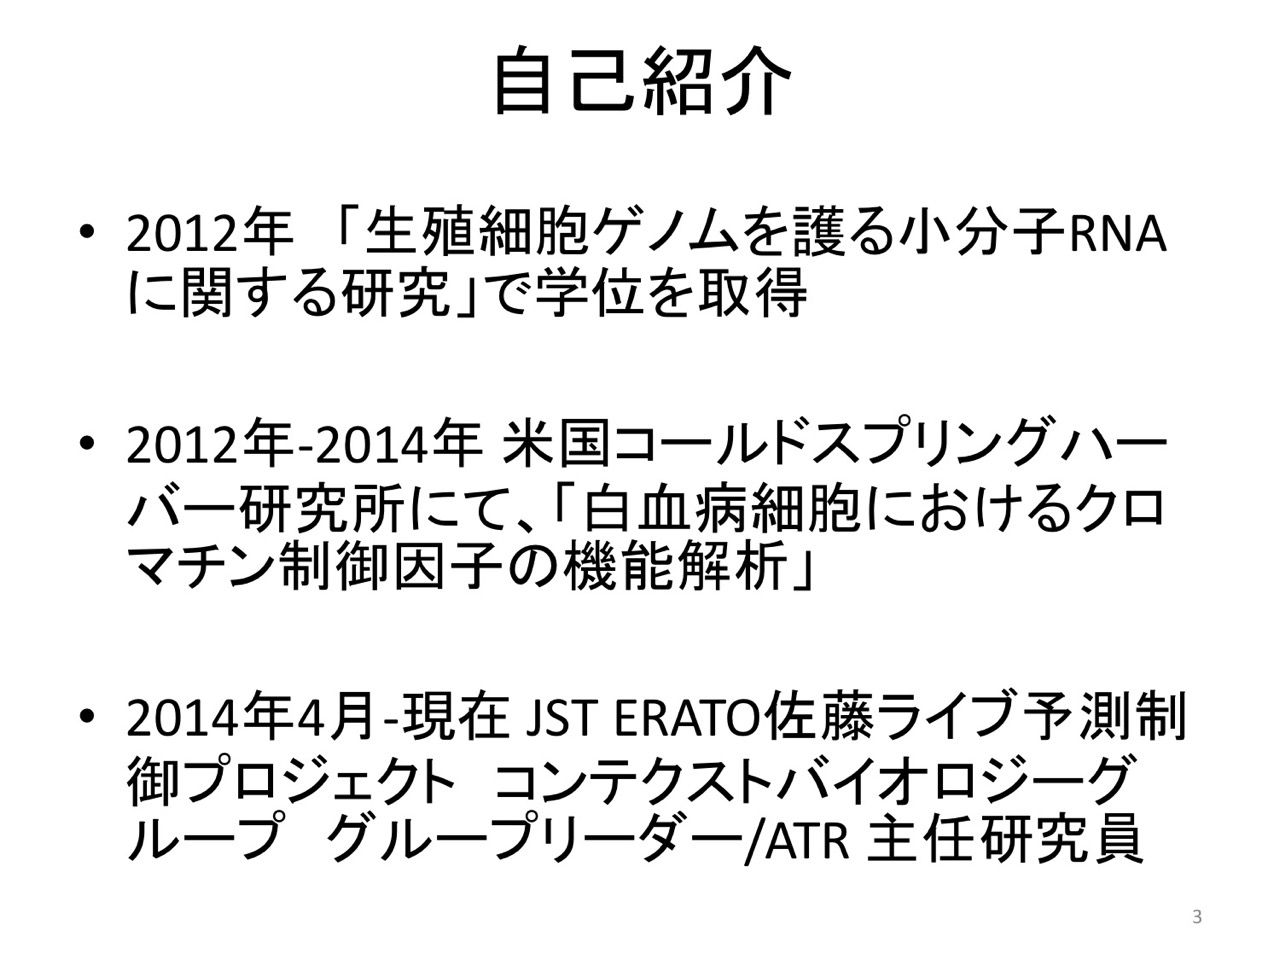 自己紹介
• 2012年 「生殖細胞ゲノムを護る小分子RNA
に関する研究」で学位を取得
• 2012年-2014年 米国コールドスプリングハー
バー研究所にて、「白血病細胞におけるクロ
マチン制御因子の機能解析」
• 2014年4月-現在 JST ERATO佐藤ライブ予測制
御プロジェクト　コンテクストバイオロジーグ
ループ　グループリーダー/ATR 主任研究員
3